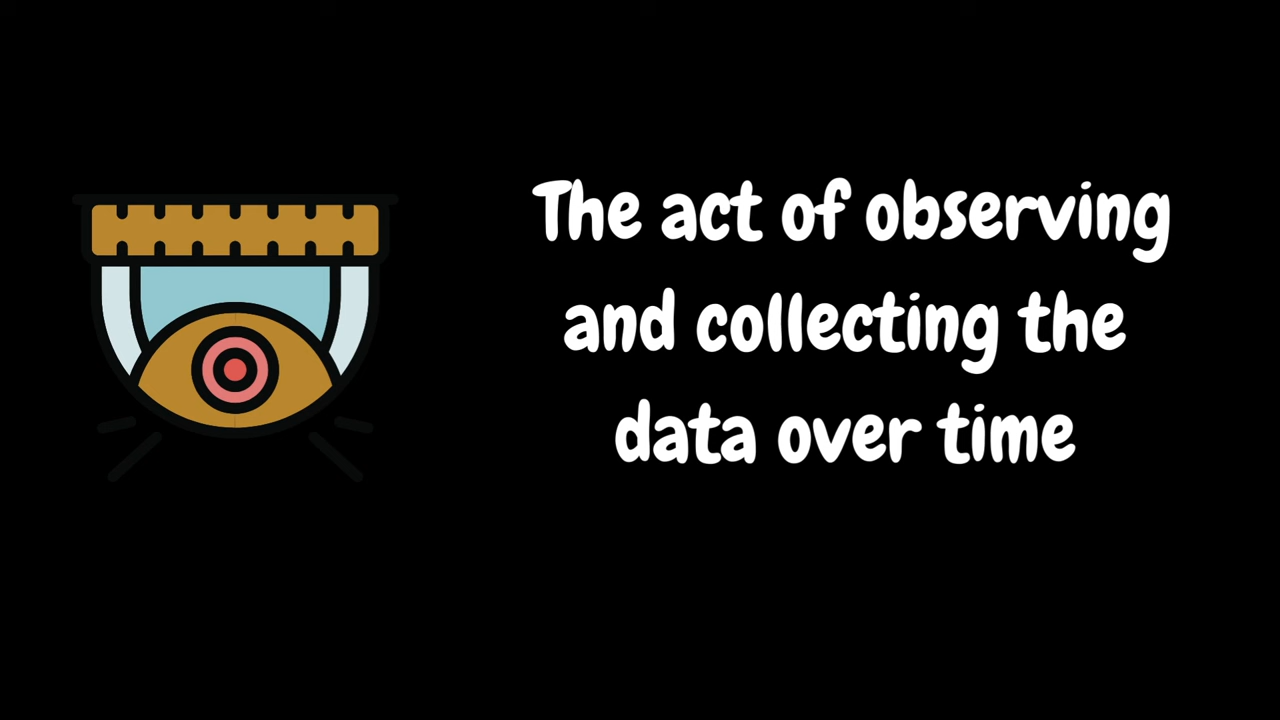 The act of observing
and collecting the
data over time